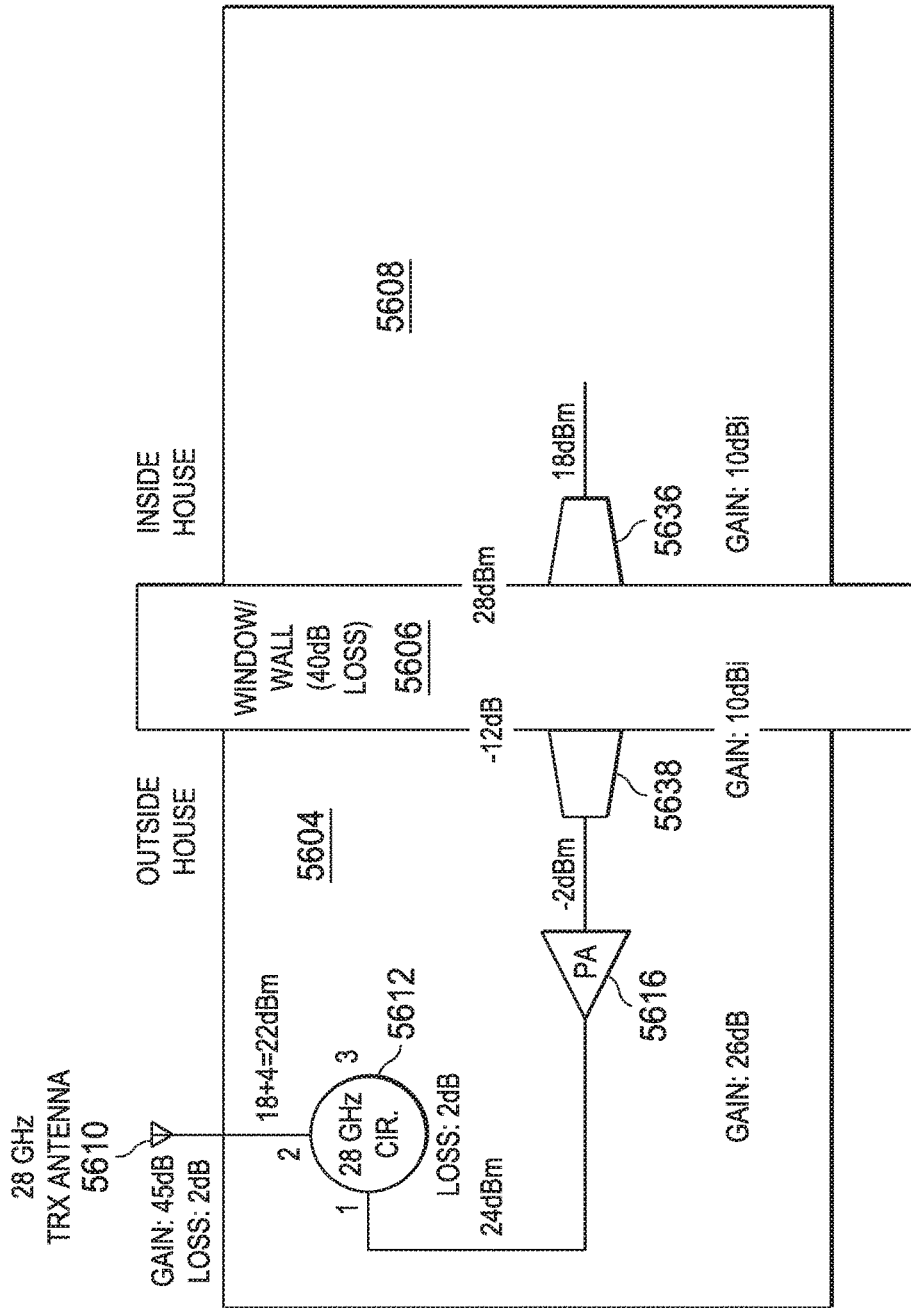 28 GHz
TRX ANTENNA
5610
GAIN: 45dB
LOSS: 2dB
OUTSIDE
HOUSE
INSIDE
HOUSE
18+4=22dBm
2
1
3
28 GHz
CIR.
5612
LOSS: 2dB
24dBm
5604
WINDOW/
WALL
(40dB
LOSS)
5606
5608
-12dB
28dBm
-2dBm
18dBm
PA
5616
5638
5636
GAIN: 26dB
GAIN: 10dBi
GAIN: 10dBi